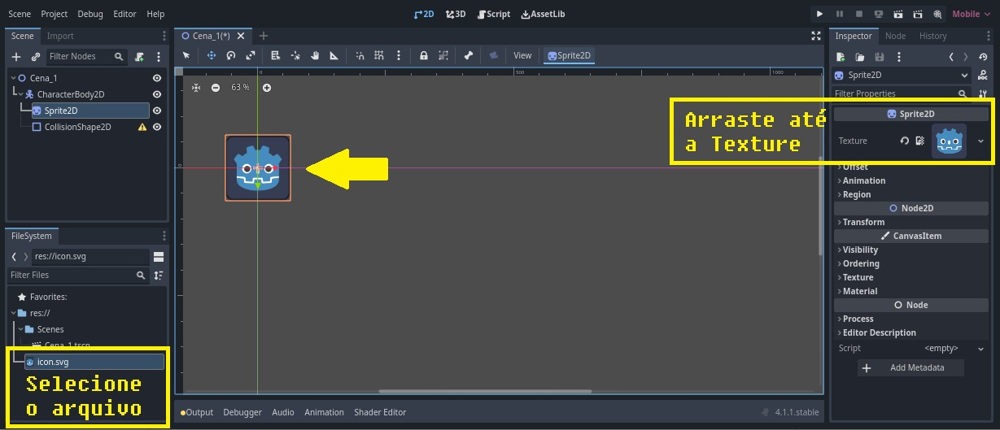 Scene Project Debug Editor Help
2D 3D Script AssetLib
Mobile
Scene Import
Filter Nodes
Cena_1
CharacterBody2D
Sprite2D
CollisionShape2D
FileSystem
res://icon.svg
Filter Files
Favorites:
res://
Scenes
Cena_1.tscn
icon.svg
Selecione
o arquivo
Cena_1(*)
View Sprite2D
0 500 1000
63 %
0
Output Debugger Audio Animation Shader Editor
4.1.1.stable
Inspector Node History
Sprite2D
Filter Properties
Arraste até
a Texture
Sprite2D
Texture
Offset
Animation
Region
Node2D
Transform
CanvasItem
Visibility
Ordering
Texture
Material
Node
Process
Editor Description
Script <empty>
Add Metadata